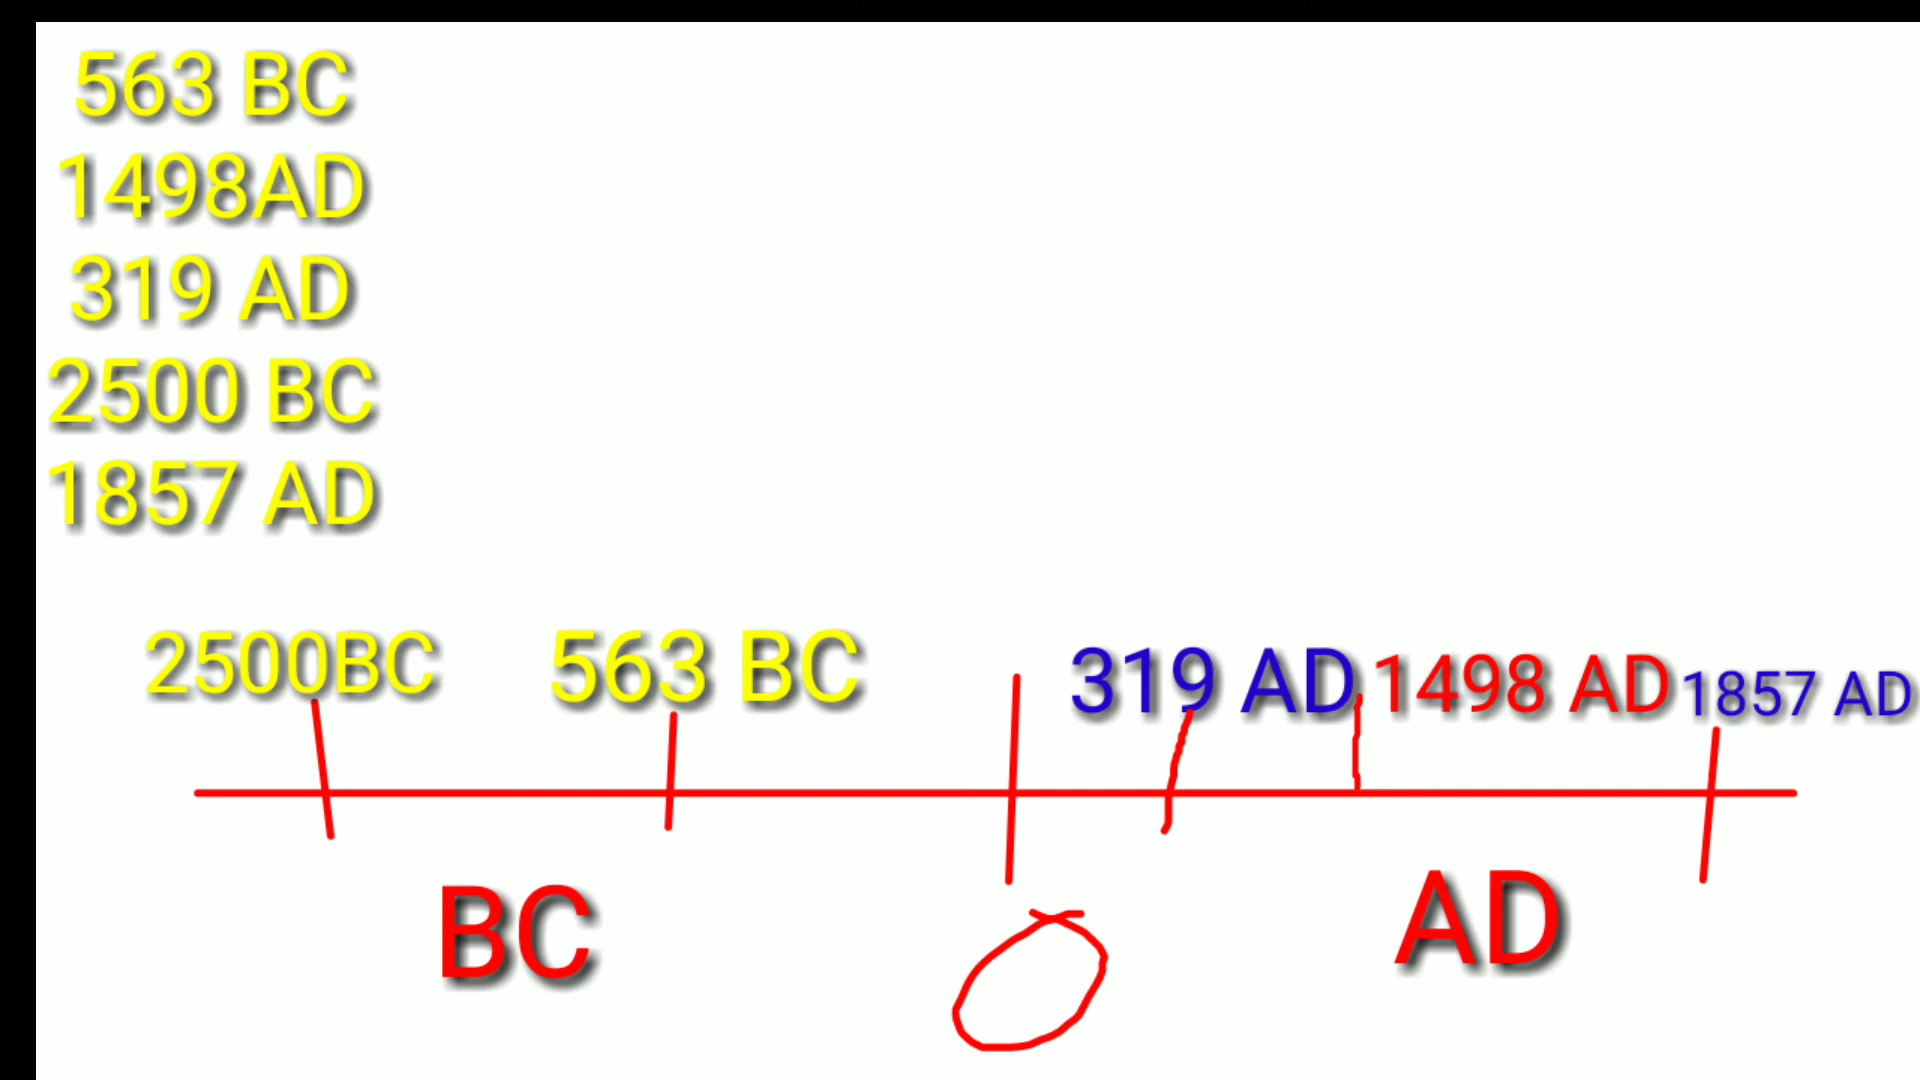 563 BC
1498AD
319 AD
2500 BC
1857 AD
2500BC 563 BC 319 AD 1498 AD 1857 AD
BC AD
0